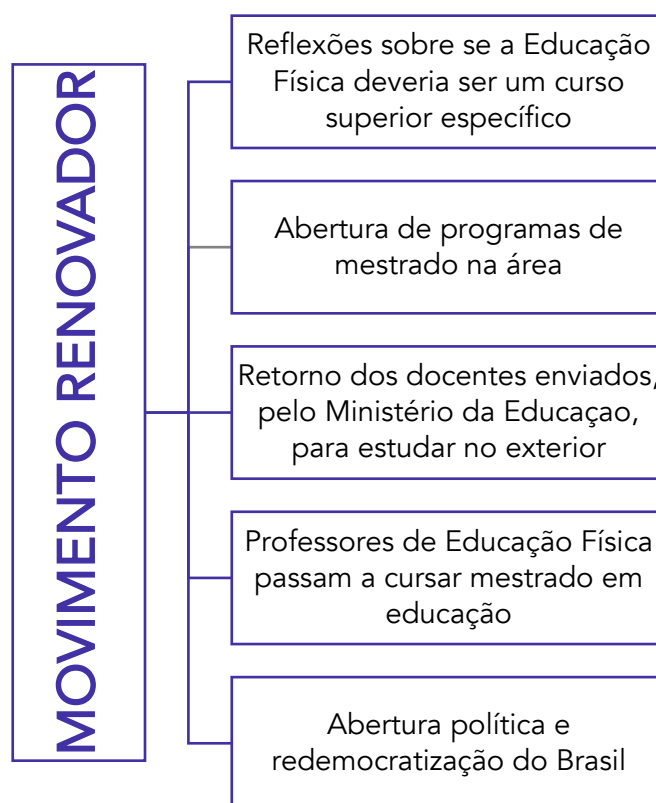 MOVIMENTO RENOVADOR
Reflexões sobre se a Educação
Física deveria ser um curso
superior específico
Abertura de programas de
mestrado na área
Retorno dos docentes enviados,
pelo Ministério da Educaçao,
para estudar no exterior
Professores de Educação Física
passam a cursar mestrado em
educação
Abertura política e
redemocratização do Brasil